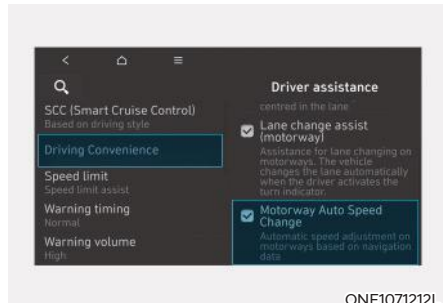 Driver assistance
SCC (Smart Cruise Control)
Based on driving style
Driving Convenience
Speed limit
Speed limit assist
Warning timing
Normal
Warning volume
High
centred in the lane
Lane change assist
(motorway)
Assistance for lane changing on
motorways. The vehicle
changes the lane automatically
when the driver activates the
turn indicator.
Motorway Auto Speed
Change
Automatic speed adjustment on
motorways based on navigation
data
ONE1071212L